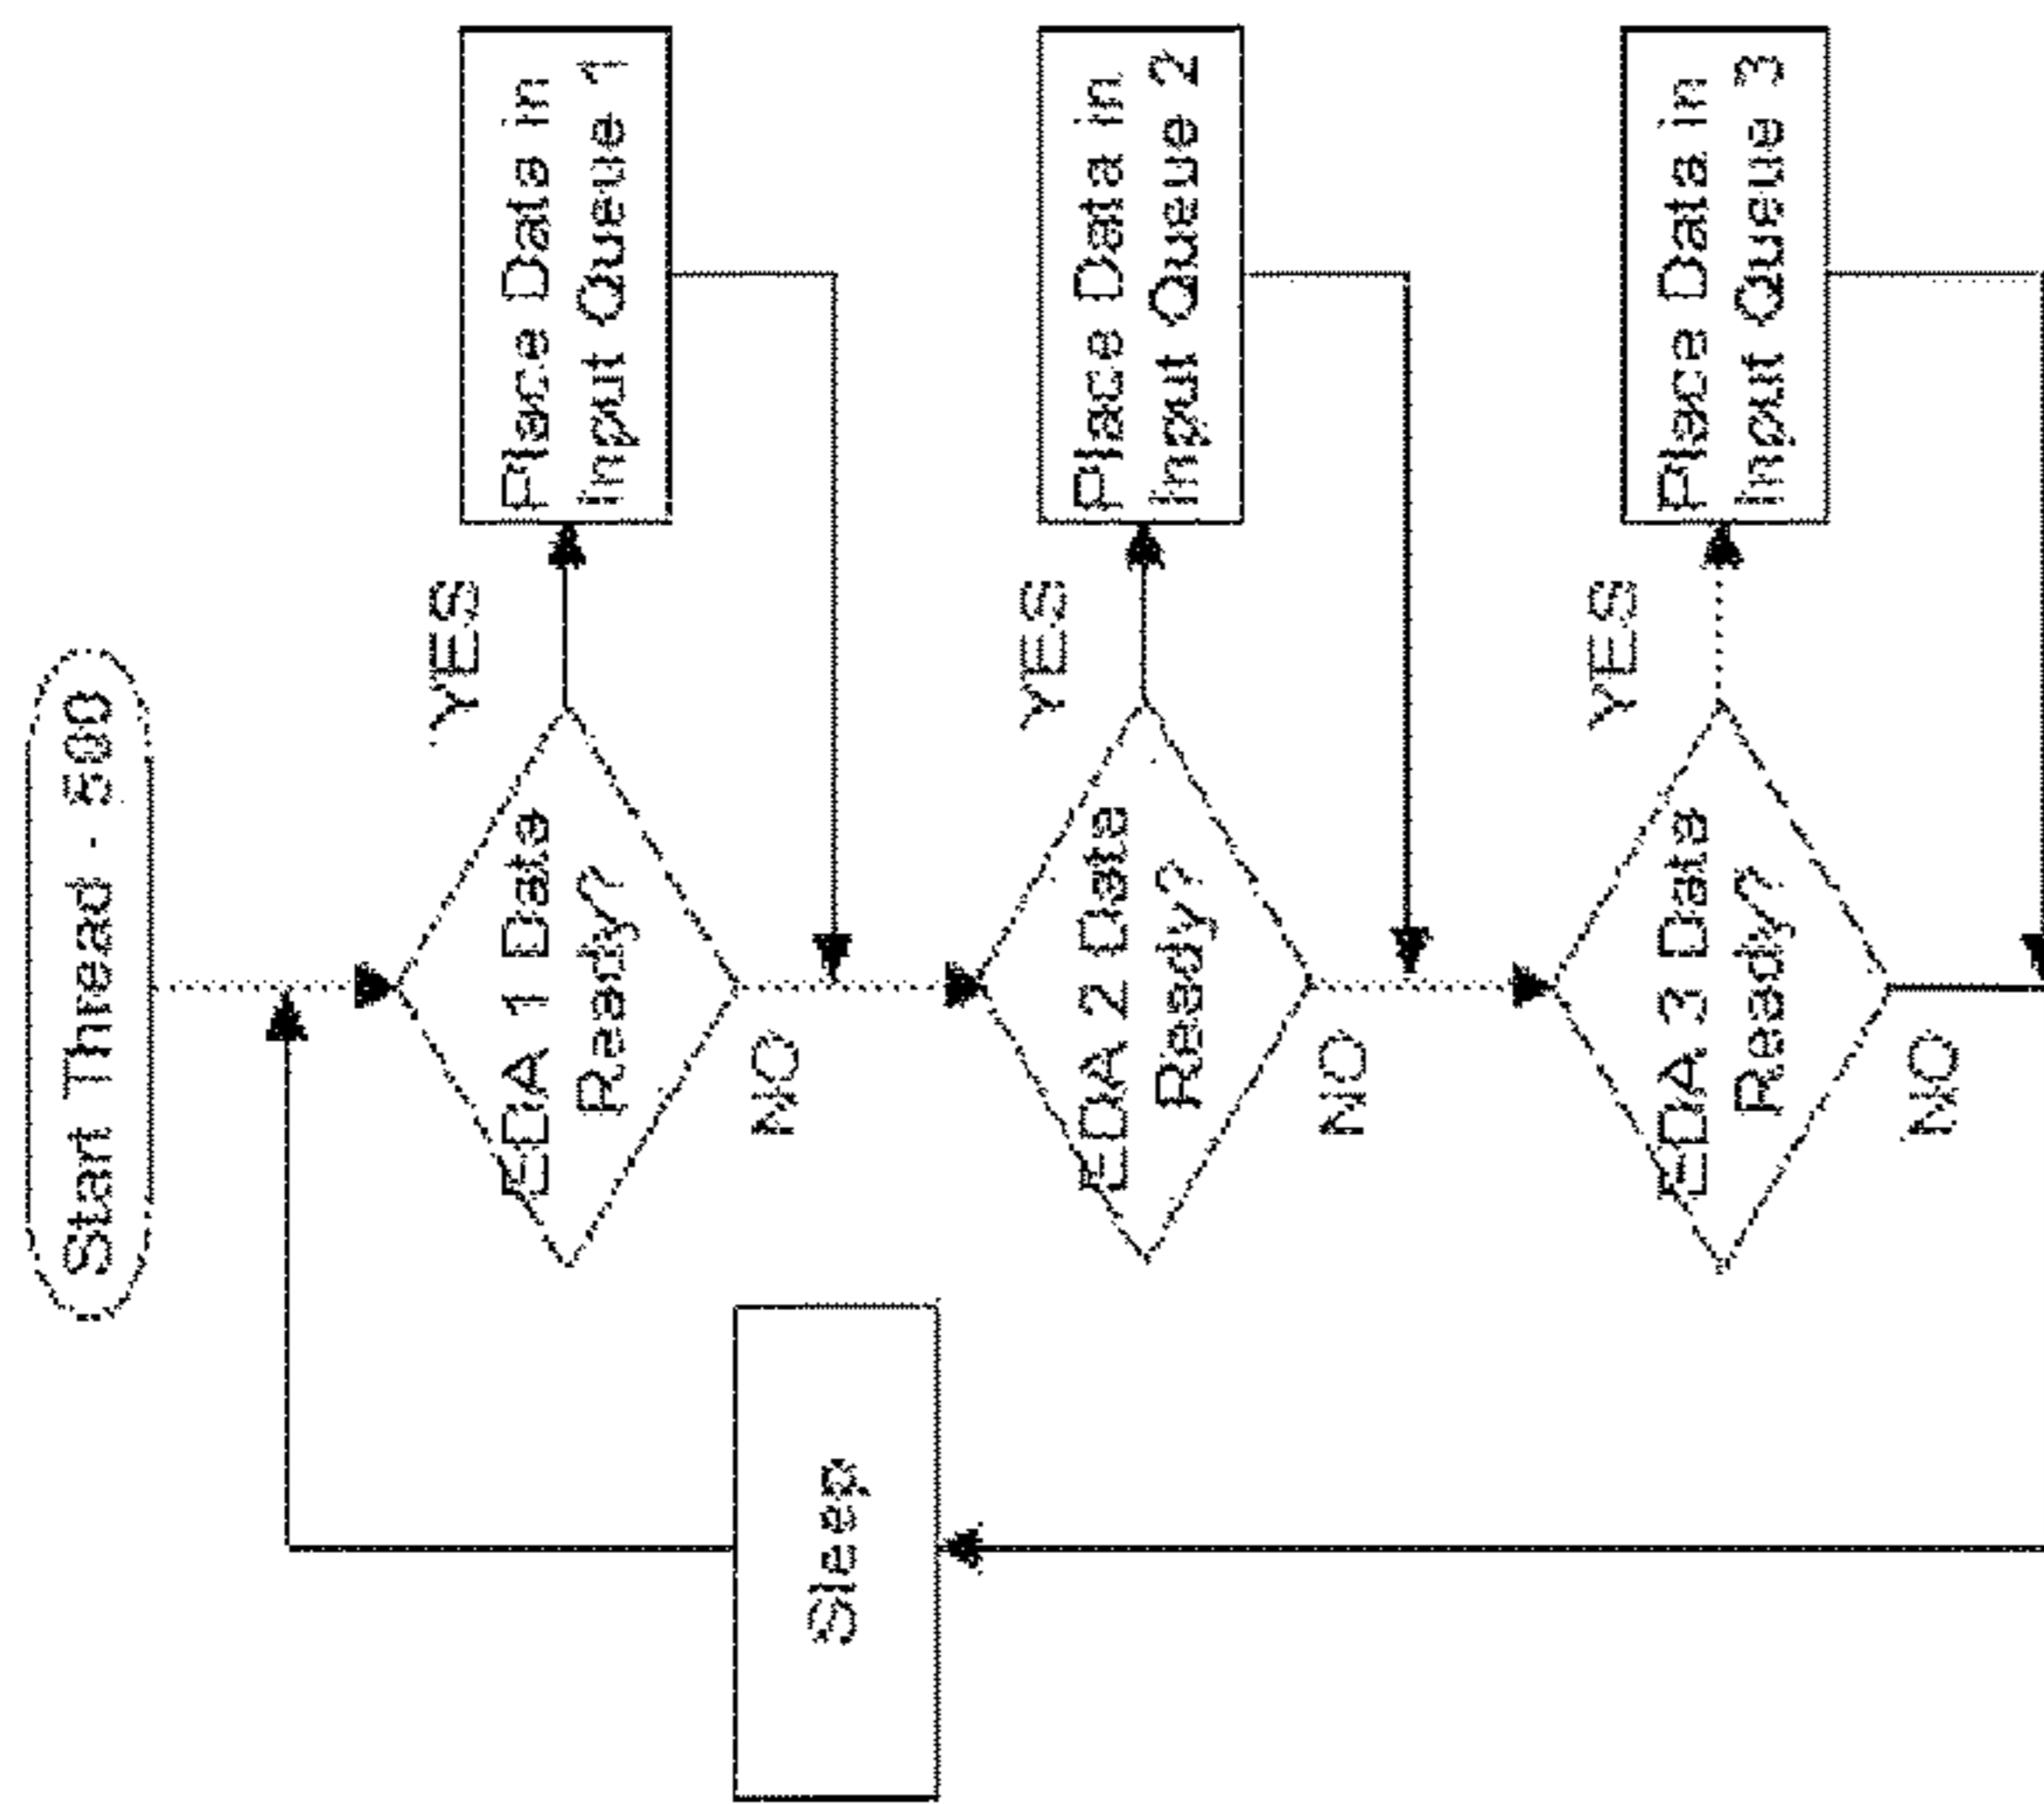 Start Thread -
EDA 1 Data
Ready?
YES
Place Data in
Input Queue 1
NO
EDA 2 Data
Ready?
YES
Place Data in
Input Queue 2
NO
EDA 3 Data
Ready?
YES
Place Data in
Input Queue 3
NO
Sleep